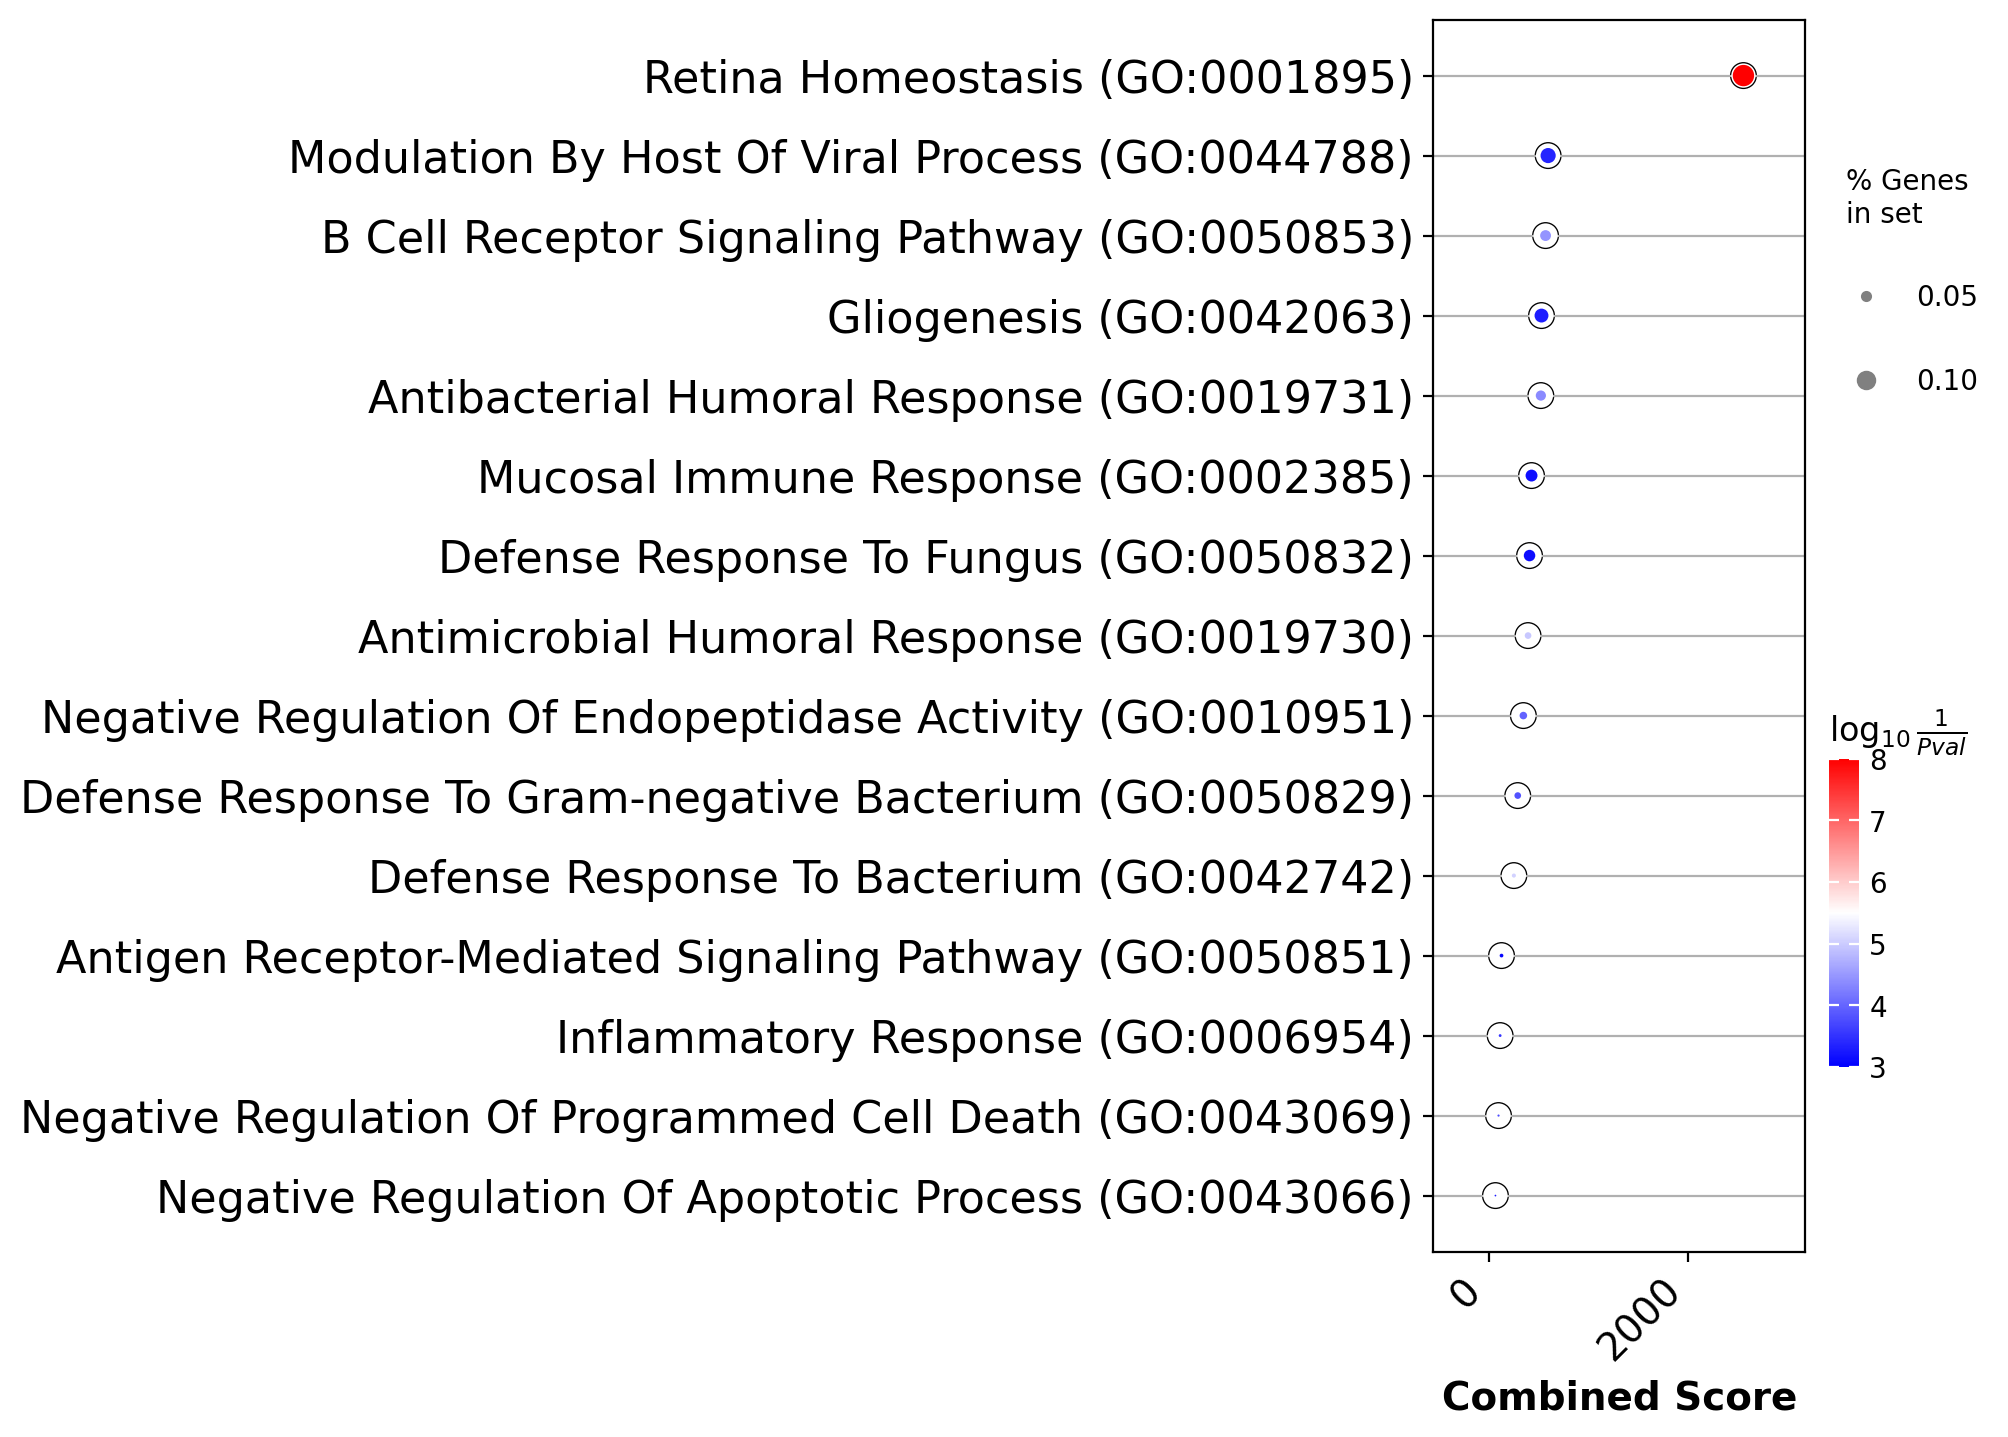 Retina Homeostasis (GO:0001895)
Modulation By Host Of Viral Process (GO:0044788)
B Cell Receptor Signaling Pathway (GO:0050853)
Gliogenesis (GO:0042063)
Antibacterial Humoral Response (GO:0019731)
Mucosal Immune Response (GO:0002385)
Defense Response To Fungus (GO:0050832)
Antimicrobial Humoral Response (GO:0019730)
Negative Regulation Of Endopeptidase Activity (GO:0010951)
Defense Response To Gram-negative Bacterium (GO:0050829)
Defense Response To Bacterium (GO:0042742)
Antigen Receptor-Mediated Signaling Pathway (GO:0050851)
Inflammatory Response (GO:0006954)
Negative Regulation Of Programmed Cell Death (GO:0043069)
Negative Regulation Of Apoptotic Process (GO:0043066)
0
2000
Combined Score
% Genes
in set
0.05
0.10
log₁₀ 1/Pval
8
7
6
5
4
3